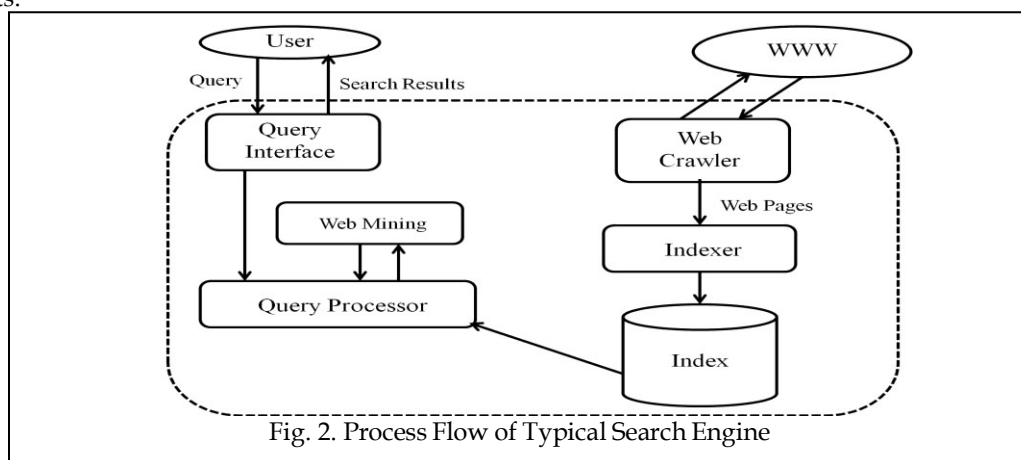 ts.
User
WWW
Query
Search Results
Query
Interface
Web
Crawler
Web Pages
Web Mining
Indexer
Query Processor
Index
Fig. 2. Process Flow of Typical Search Engine